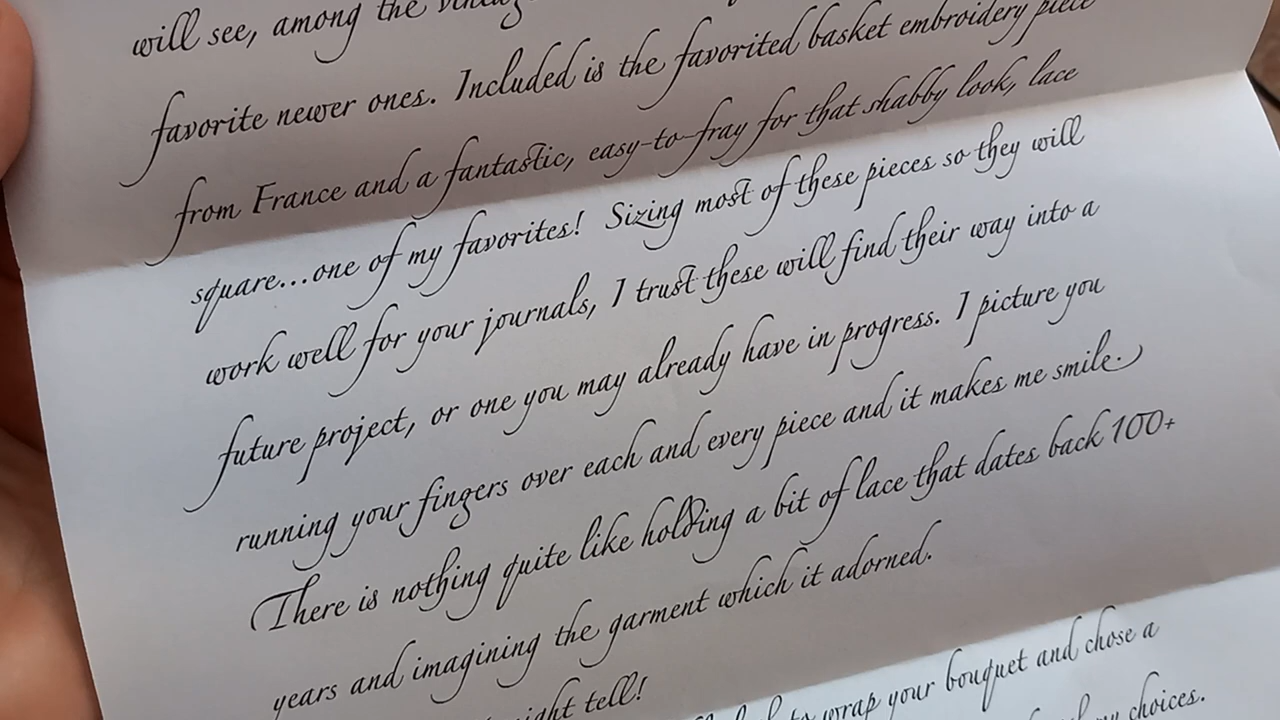 will see, among the
favorite newer ones. Included is the favorited basket embroidery piece
from France and a fantastic, easy-to-fray for that shabby look, lace
square...one of my favorites! Sizing most of these pieces so they will
work well for your journals, I trust these will find their way into a
future project, or one you may already have in progress. I picture you
running your fingers over each and every piece and it makes me smile.
There is nothing quite like holding a bit of lace that dates back 100+
years and imagining the garment which it adorned.
tell!
to wrap your bouquet and chose a
my choices.